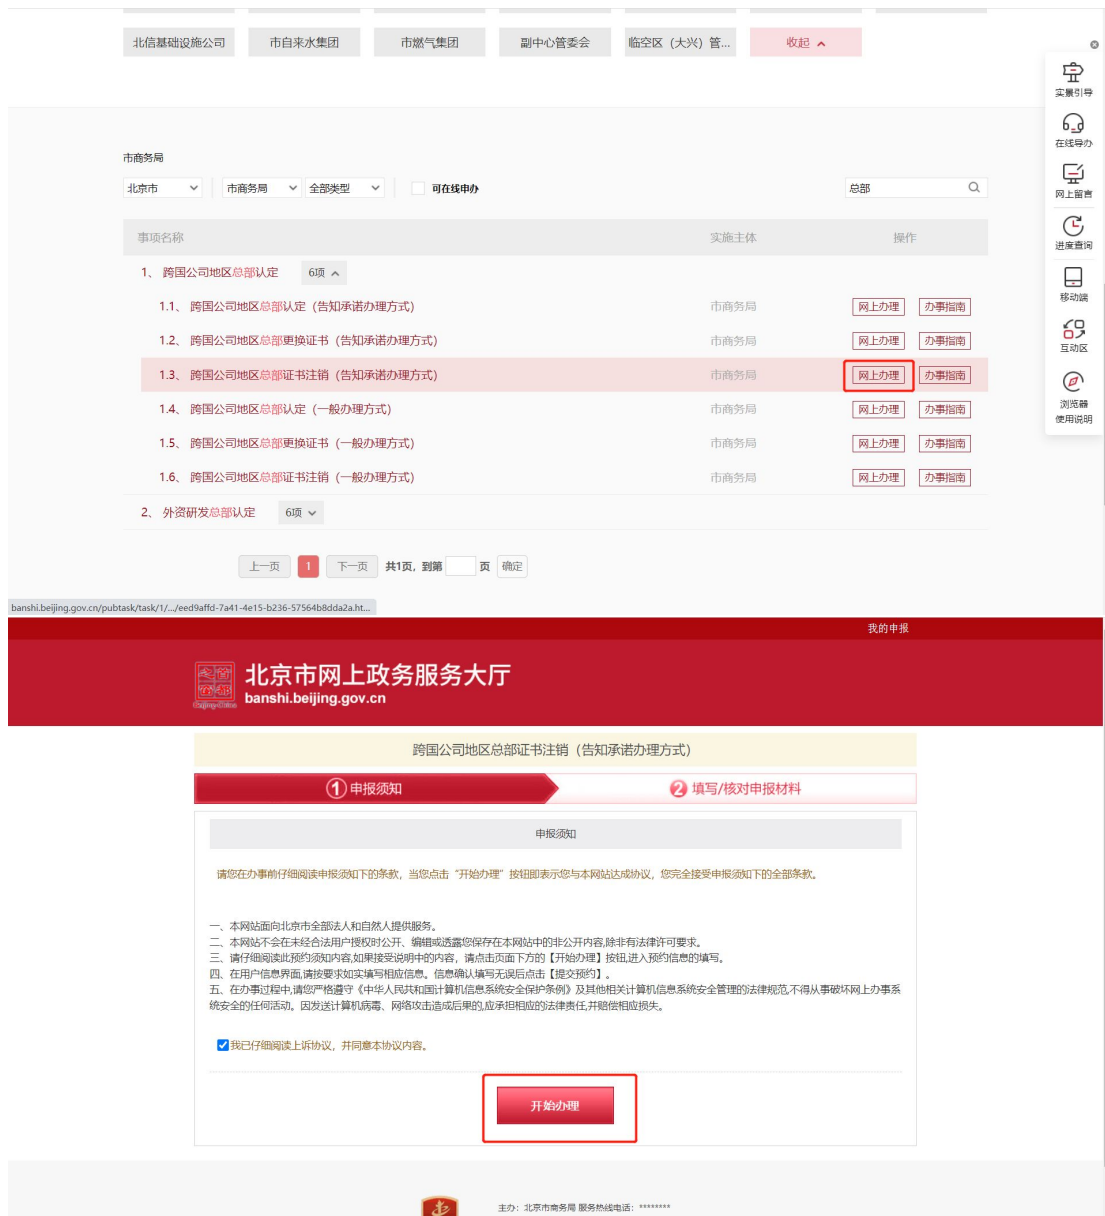 北信基础设施公司 市自来水集团 市燃气集团 副中心管委会 临空区（大兴）管... 收起
实景引导
在线导办
网上留言
进度查询
移动端
互动区
浏览器
使用说明
市商务局
北京市 市商务局 全部类型 可在线申办 总部
事项名称 实施主体 操作
1、 跨国公司地区总部认定 6项
1.1、 跨国公司地区总部认定（告知承诺办理方式） 市商务局 网上办理 办事指南
1.2、 跨国公司地区总部更换证书（告知承诺办理方式） 市商务局 网上办理 办事指南
1.3、 跨国公司地区总部证书注销（告知承诺办理方式） 市商务局 网上办理 办事指南
1.4、 跨国公司地区总部认定（一般办理方式） 市商务局 网上办理 办事指南
1.5、 跨国公司地区总部更换证书（一般办理方式） 市商务局 网上办理 办事指南
1.6、 跨国公司地区总部证书注销（一般办理方式） 市商务局 网上办理 办事指南
2、 外资研发总部认定 6项
上一页 1 下一页 共1页, 到第 页 确定
banshi.beijing.gov.cn/pubtask/task/1/.../eed9affd-7a41-4e15-b236-57564b8dda2a.ht...
我的申报
首都之窗
Beijing-China
北京市网上政务服务大厅
banshi.beijing.gov.cn
跨国公司地区总部证书注销（告知承诺办理方式）
1 申报须知 2 填写/核对申报材料
申报须知
请您在办事前仔细阅读申报须知下的条款，当您点击“开始办理”按钮即表示您与本网站达成协议，您完全接受申报须知下的全部条款。
一、本网站面向北京市全部法人和自然人提供服务。
二、本网站不会在未经合法用户授权时公开、编辑或透露您保存在本网站中的非公开内容,除非有法律许可要求。
三、请仔细阅读此预约须知内容,如果接受说明中的内容，请点击页面下方的【开始办理】按钮,进入预约信息的填写。
四、在用户信息界面,请按要求如实填写相应信息。信息确认填写无误后点击【提交预约】。
五、在办事过程中,请您严格遵守《中华人民共和国计算机信息系统安全保护条例》及其他相关计算机信息系统安全管理的法律规范,不得从事破坏网上办事系
统安全的任何活动。因发送计算机病毒、网络攻击造成后果的,应承担相应的法律责任,并赔偿相应损失。
我已仔细阅读上诉协议，并同意本协议内容。
开始办理
主办：北京市商务局 服务热线电话：********